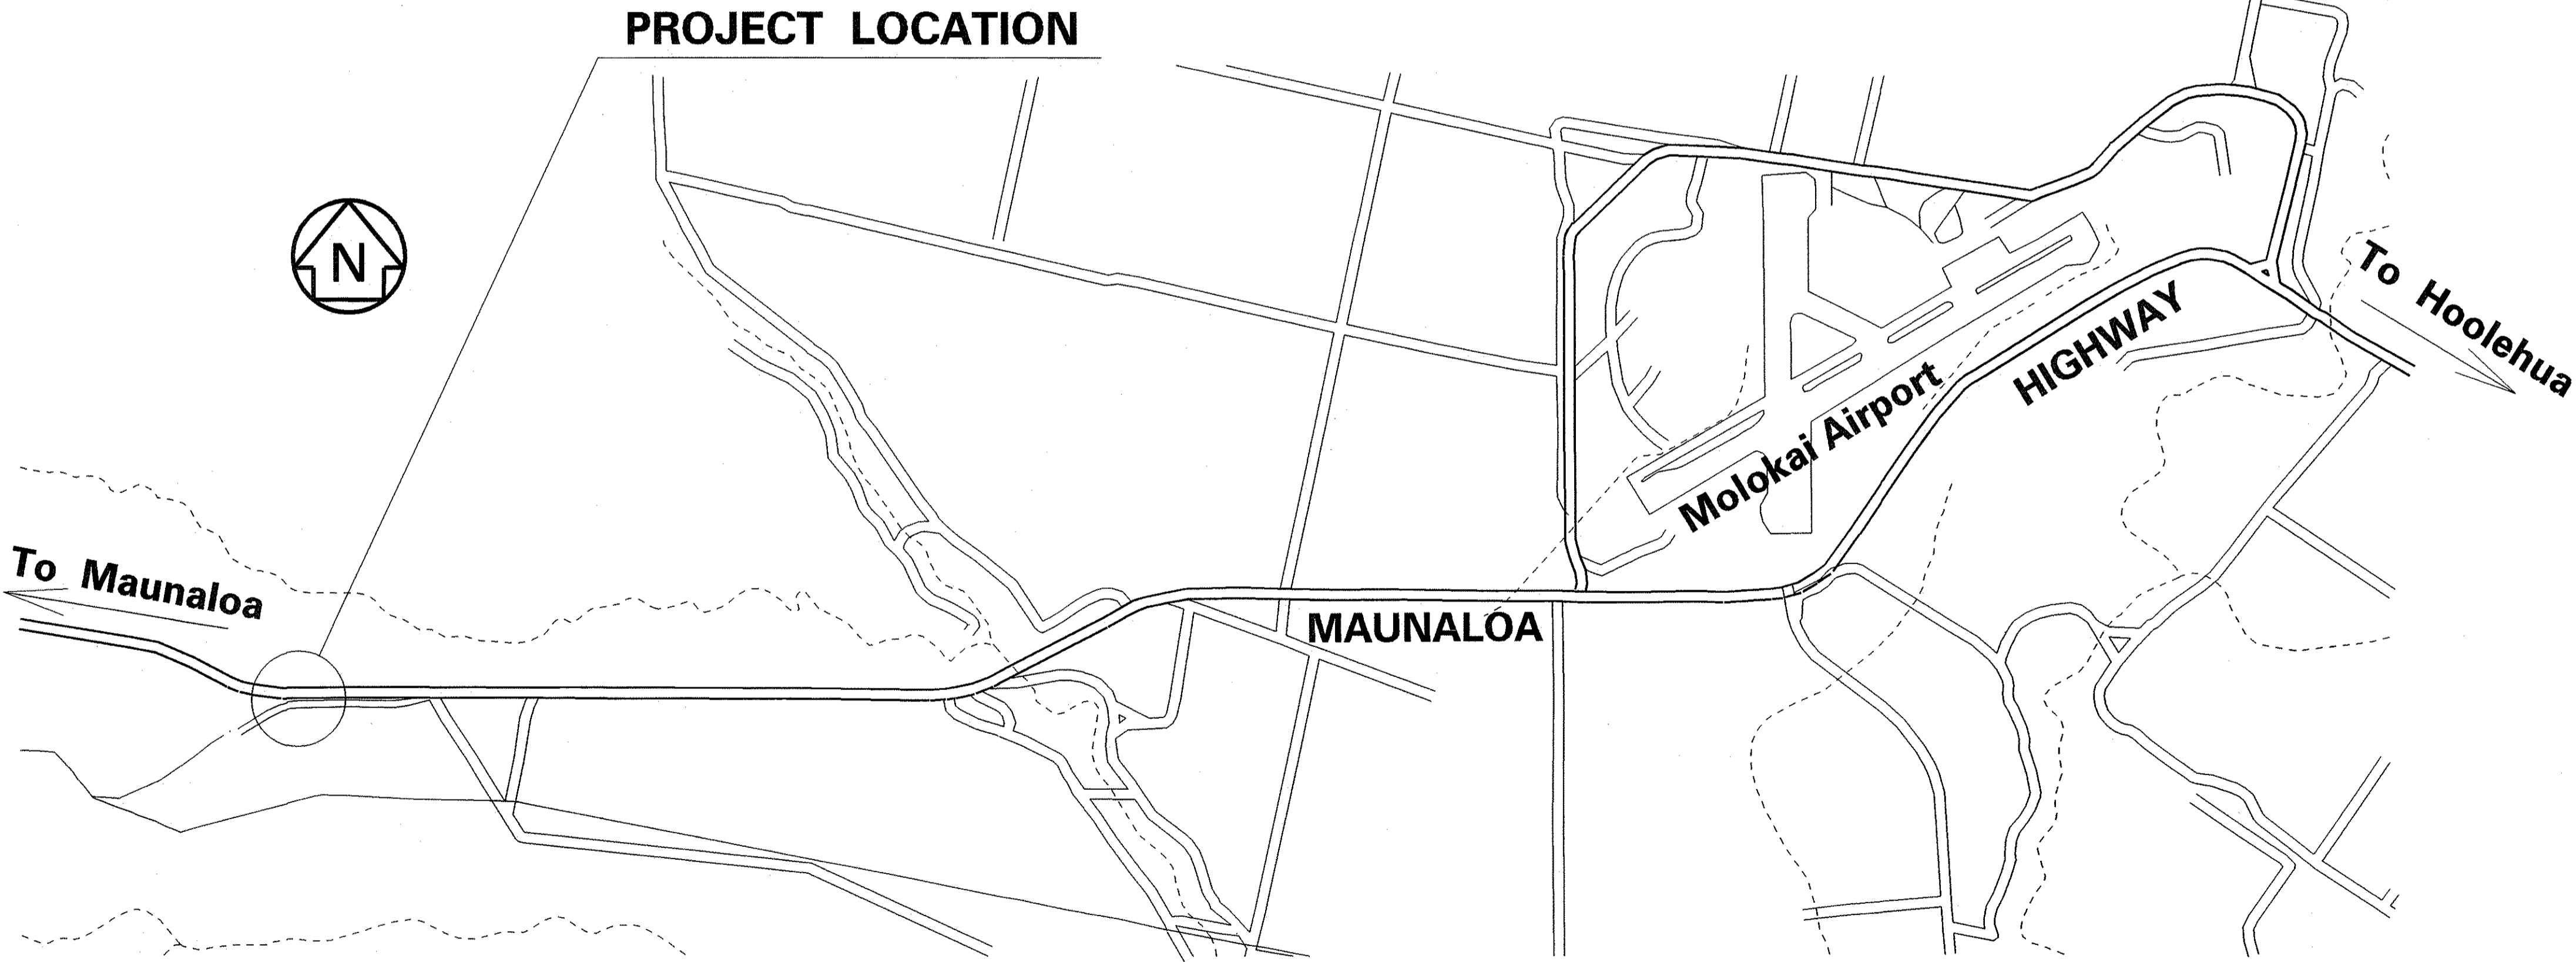 PROJECT LOCATION
N
To Hoolehua
HIGHWAY
Molokai Airport
To Maunaloa
MAUNALOA